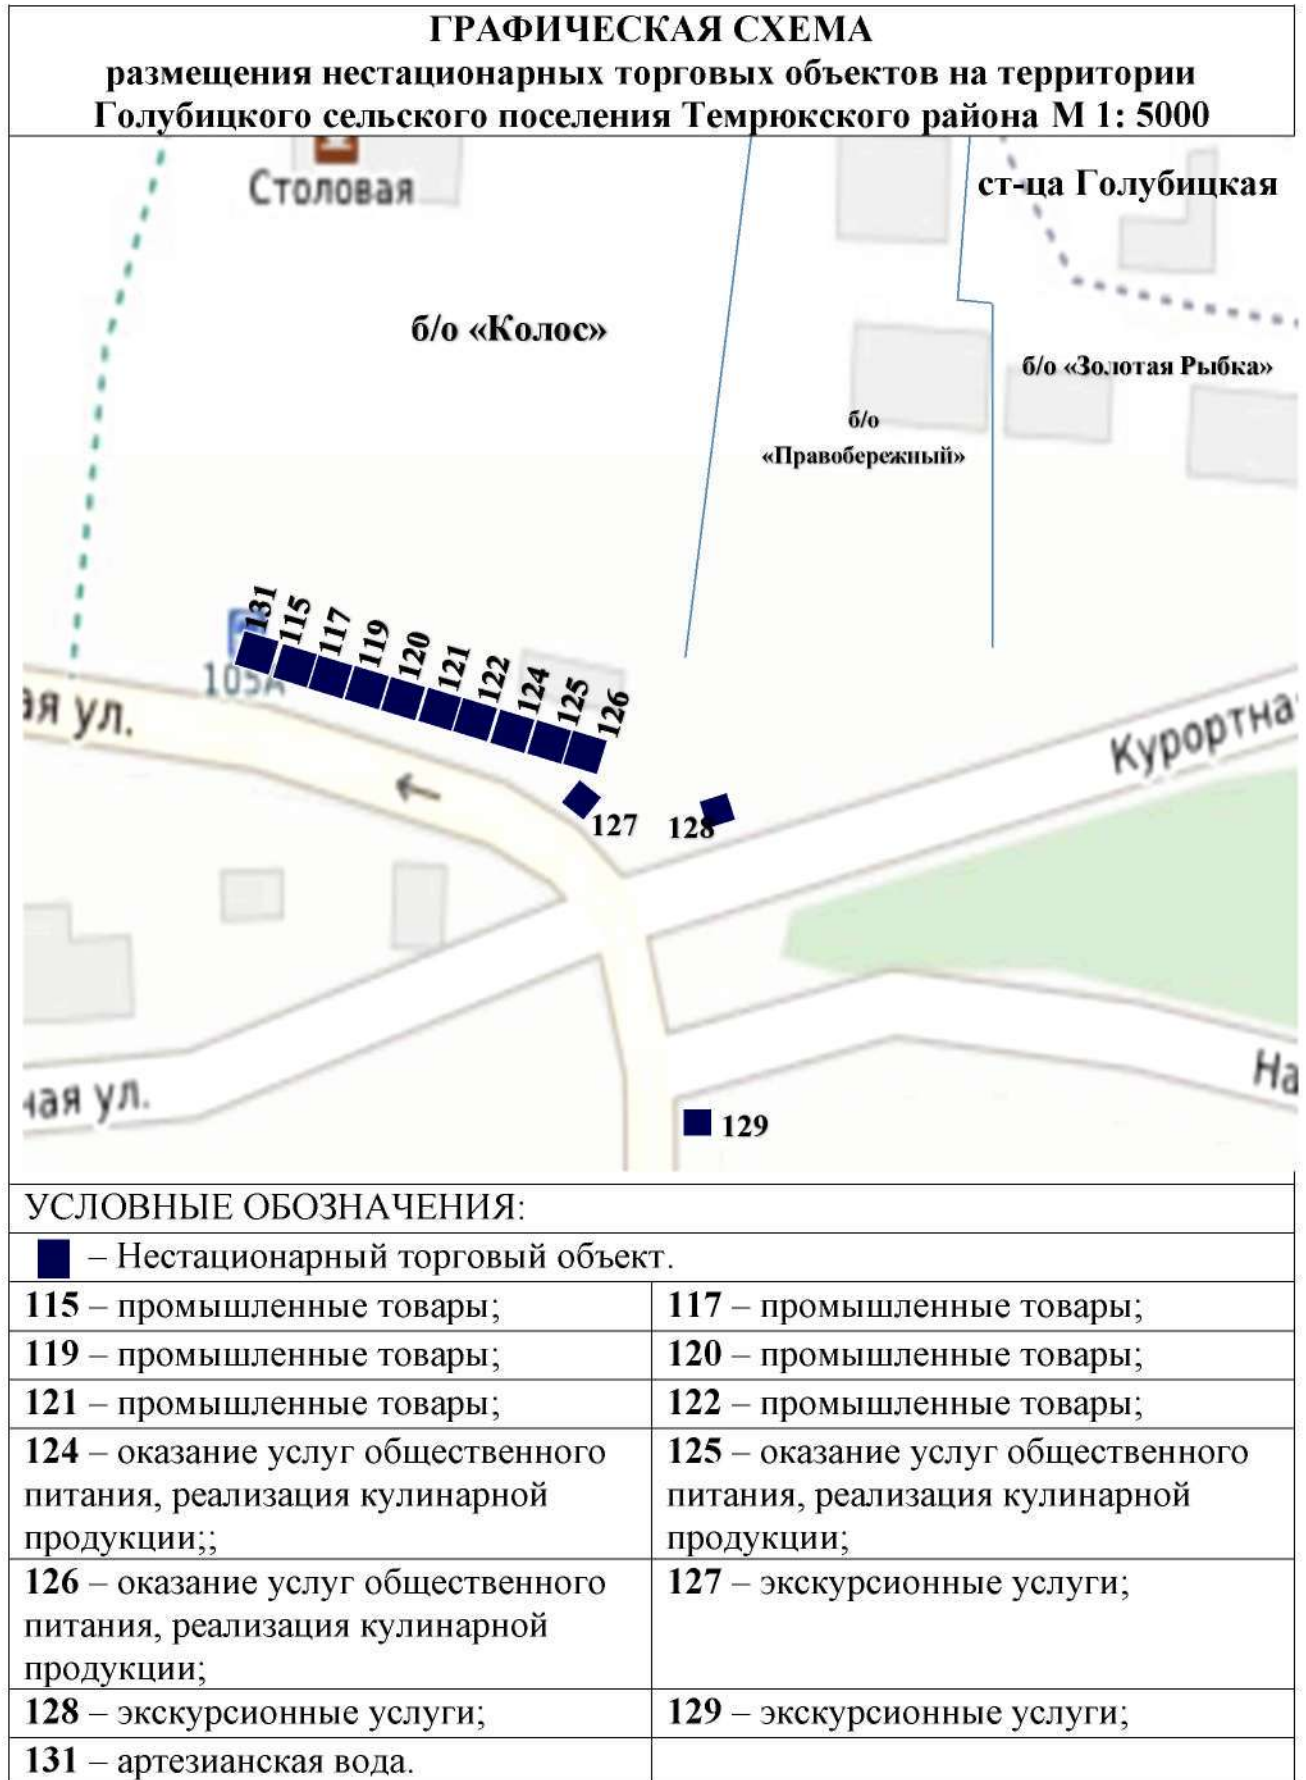 ГРАФИЧЕСКАЯ СХЕМА
размещения нестационарных торговых объектов на территории
Голубицкого сельского поселения Темрюкского района М 1: 5000
Столовая
ст-ца Голубицкая
б/о «Колос»
б/о «Золотая Рыбка»
б/о
«Правобережный»
131
115
117
119
120
121
122
124
125
126
105А
ая ул.
Курортна
127
128
ная ул.
На
129
УСЛОВНЫЕ ОБОЗНАЧЕНИЯ:
– Нестационарный торговый объект.
115 – промышленные товары;
117 – промышленные товары;
119 – промышленные товары;
120 – промышленные товары;
121 – промышленные товары;
122 – промышленные товары;
124 – оказание услуг общественного
питания, реализация кулинарной
продукции;;
125 – оказание услуг общественного
питания, реализация кулинарной
продукции;
126 – оказание услуг общественного
питания, реализация кулинарной
продукции;
127 – экскурсионные услуги;
128 – экскурсионные услуги;
129 – экскурсионные услуги;
131 – артезианская вода.